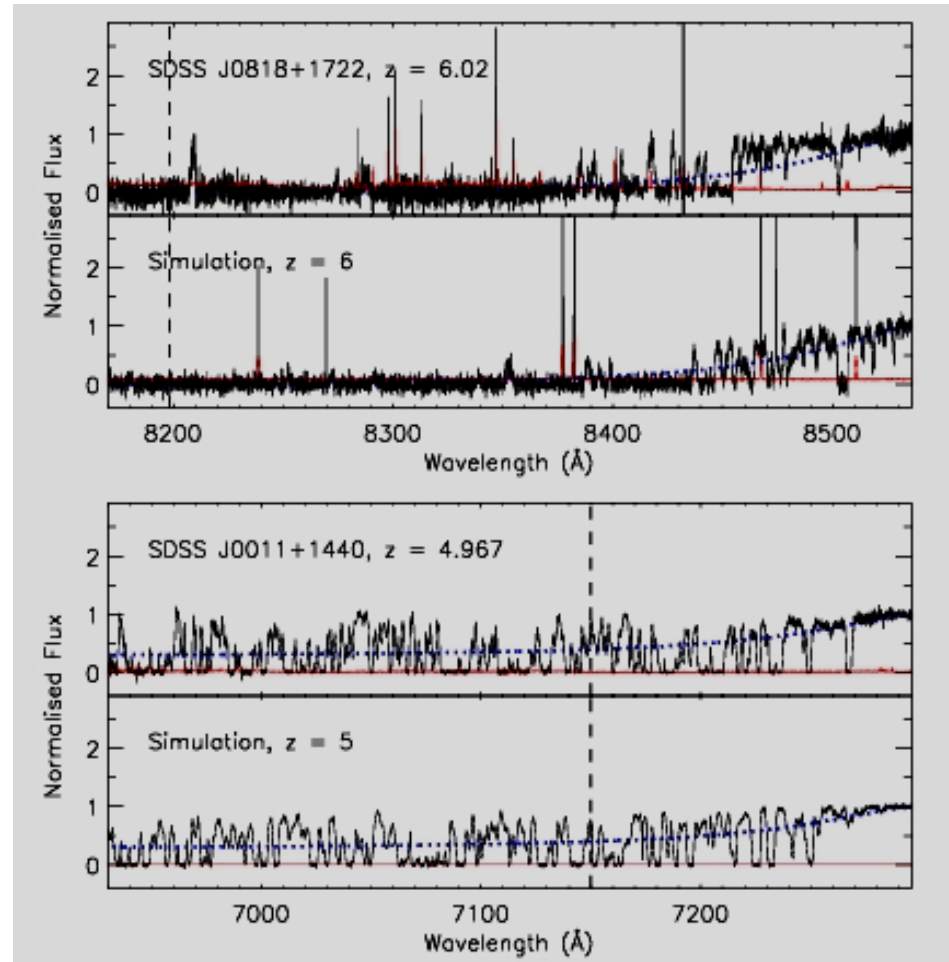 SDSS J0818+1722, z = 6.02
Normalised Flux
2
1
0
Simulation, z = 6
Normalised Flux
2
1
0
8200 8300 8400 8500
Wavelength (Å)
SDSS J0011+1440, z = 4.967
Normalised Flux
2
1
0
Simulation, z = 5
2
1
0
7000 7100 7200
Wavelength (Å)